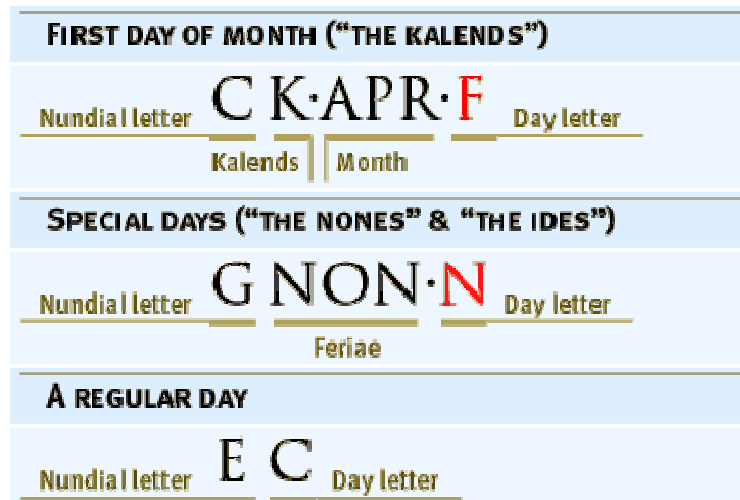 FIRST DAY OF MONTH (“THE KALENDS”)
C K·APR·F
Nundial letter Day letter
Kalends Month
SPECIAL DAYS (“THE NONES” & “THE IDES”)
G NON·N
Nundial letter Day letter
Feriae
A REGULAR DAY
E C
Nundial letter Day letter